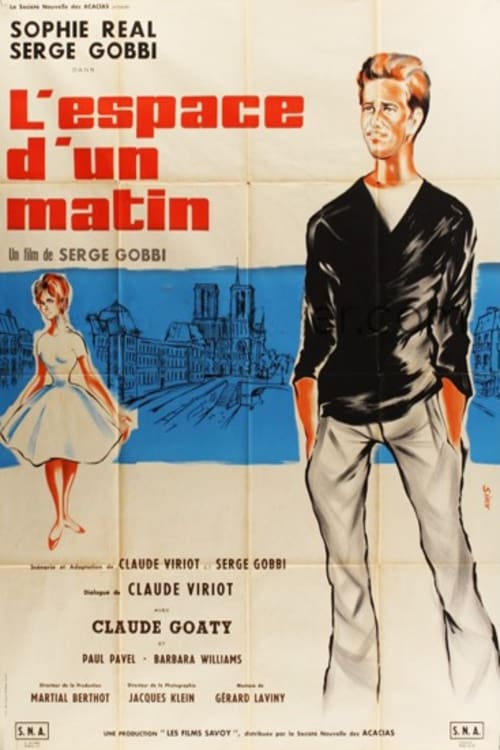 La Société Nouvelle des ACACIAS présente
SOPHIE REAL
SERGE GOBBI
DANS
L'espace
d'un
matin
Un film de SERGE GOBBI
Scénario et Adaptation de CLAUDE VIRIOT ET SERGE GOBBI
Dialogue de CLAUDE VIRIOT
AVEC
CLAUDE GOATY
ET
PAUL PAVEL - BARBARA WILLIAMS
Directeur de la Production
MARTIAL BERTHOT
Directeur de la Photographie
JACQUES KLEIN
Musique de
GÉRARD LAVINY
S.N.A.
UNE PRODUCTION "LES FILMS SAVOY", distribuée par la Société Nouvelle des ACACIAS
S.N.A.